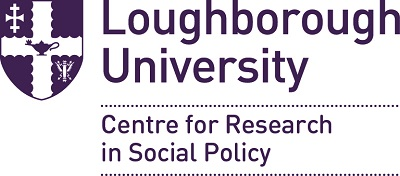 Loughborough
University
Centre for Research
in Social Policy